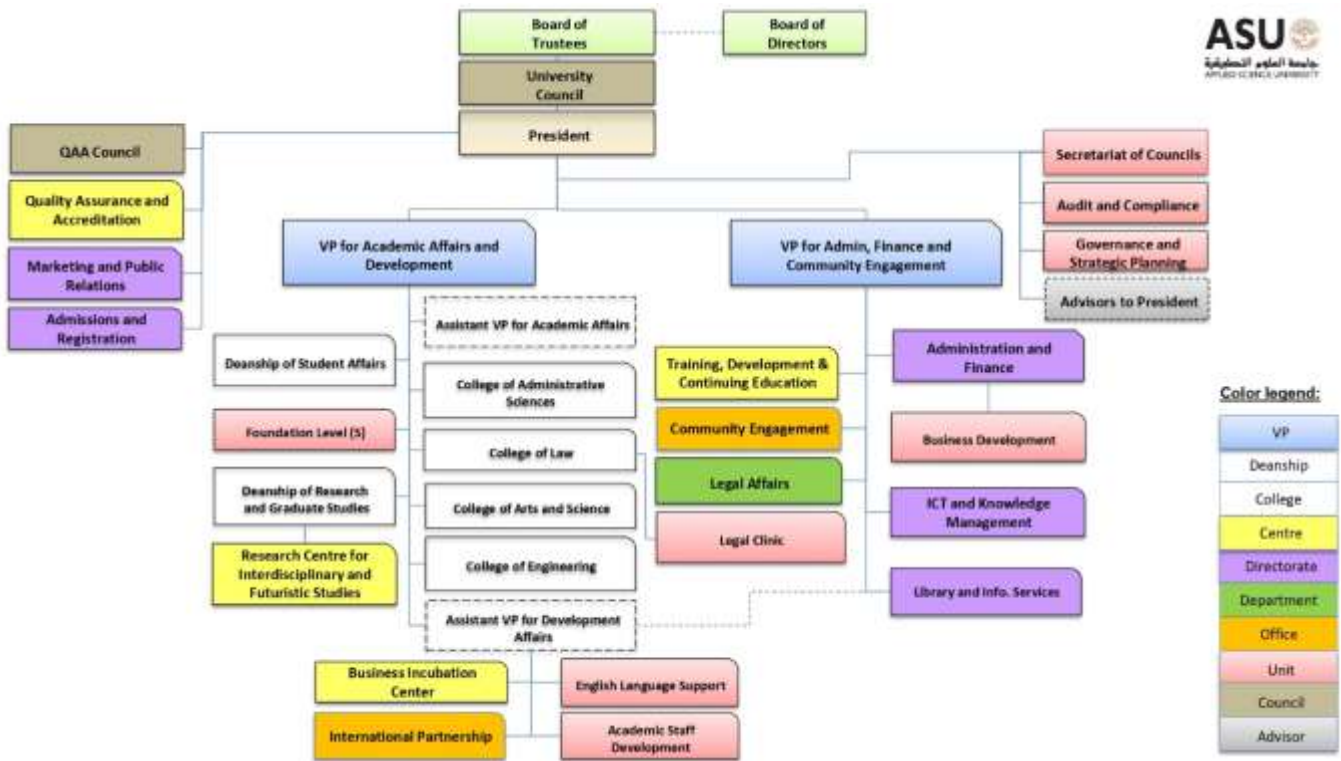 Board of
Trustees
Board of
Directors
ASU
جامعة العلوم التطبيقية
APPLIED SCIENCE UNIVERSITY
University
Council
President
QAA Council
Quality Assurance and
Accreditation
Marketing and Public
Relations
Admissions and
Registration
Secretariat of Councils
Audit and Compliance
Governance and
Strategic Planning
Advisors to President
VP for Academic Affairs and
Development
VP for Admin, Finance and
Community Engagement
Assistant VP for Academic Affairs
Deanship of Student Affairs
College of Administrative
Sciences
Foundation Level (5)
College of Law
Deanship of Research
and Graduate Studies
College of Arts and Science
Research Centre for
Interdisciplinary and
Futuristic Studies
College of Engineering
Assistant VP for Development
Affairs
Business Incubation
Center
English Language Support
International Partnership
Academic Staff
Development
Training, Development &
Continuing Education
Community Engagement
Legal Affairs
Legal Clinic
Administration and
Finance
Business Development
ICT and Knowledge
Management
Library and Info. Services
Color legend:
VP
Deanship
College
Centre
Directorate
Department
Office
Unit
Council
Advisor